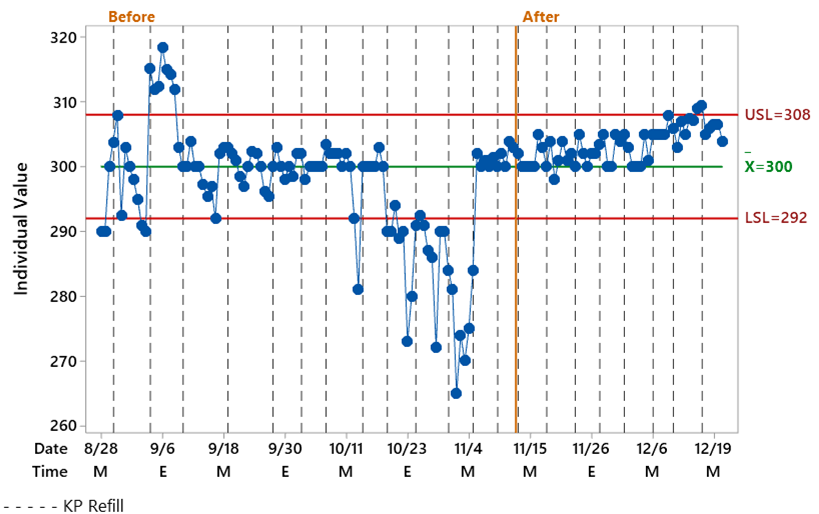 Before After
320
310
300
290
280
270
260
Individual Value
USL=308
X=300
LSL=292
Date 8/28 9/6 9/18 9/30 10/11 10/23 11/4 11/15 11/26 12/6 12/19
Time M E M E M E M M E M M
- - - - - KP Refill